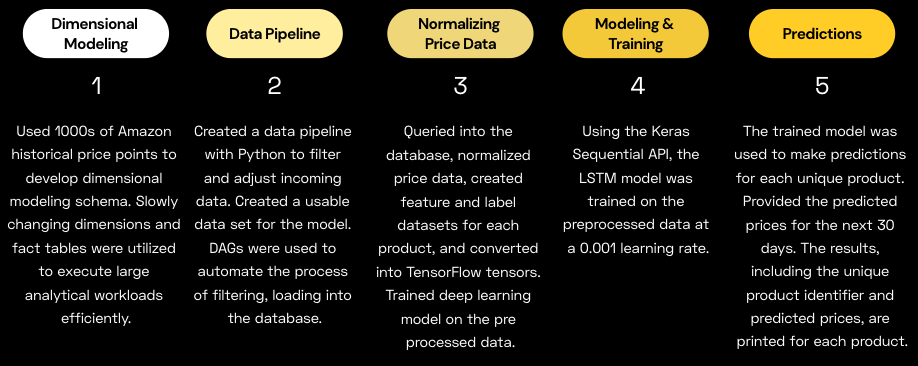 Dimensional
Modeling
1
Used 1000s of Amazon
historical price points to
develop dimensional
modeling schema. Slowly
changing dimensions and
fact tables were utilized
to execute large
analytical workloads
efficiently.
Data Pipeline
2
Created a data pipeline
with Python to filter
and adjust incoming
data. Created a usable
data set for the model.
DAGs were used to
automate the process
of filtering, loading into
the database.
Normalizing
Price Data
3
Queried into the
database, normalized
price data, created
feature and label
datasets for each
product, and converted
into TensorFlow tensors.
Trained deep learning
model on the pre
processed data.
Modeling &
Training
4
Using the Keras
Sequential API, the
LSTM model was
trained on the
preprocessed data at
a 0.001 learning rate.
Predictions
5
The trained model was
used to make predictions
for each unique product.
Provided the predicted
prices for the next 30
days. The results,
including the unique
product identifier and
predicted prices, are
printed for each product.